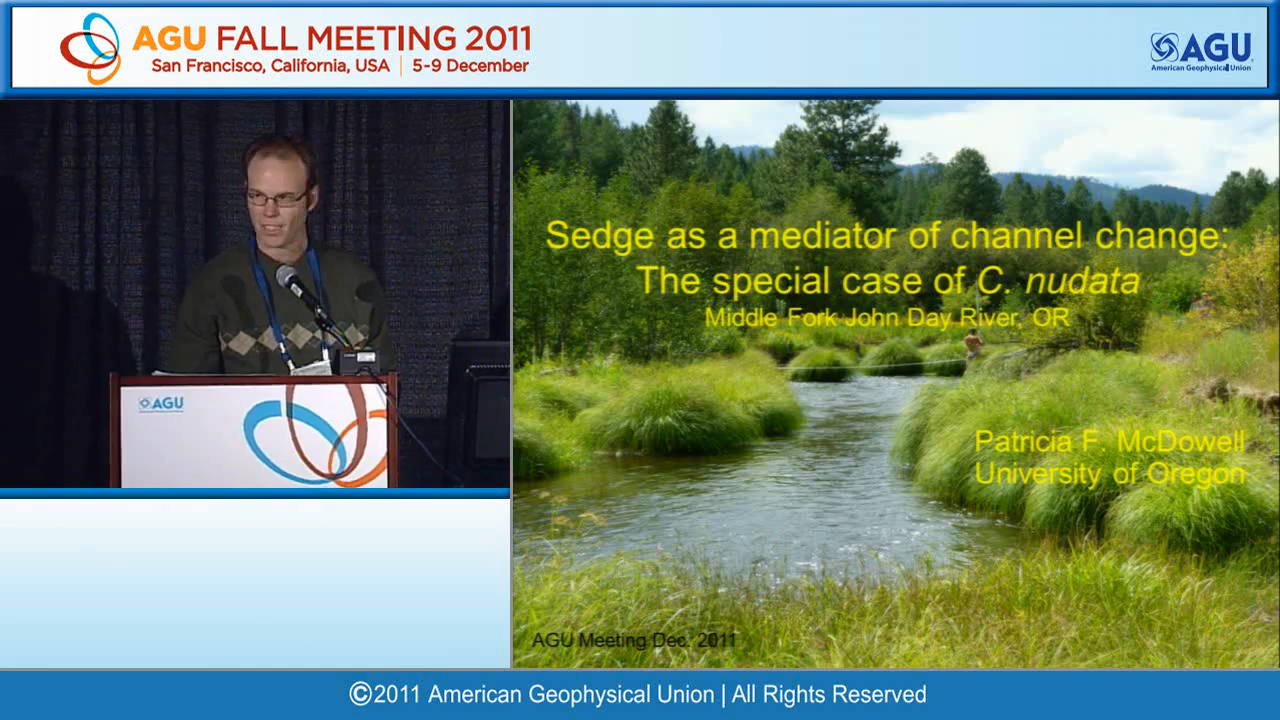 AGU FALL MEETING 2011
San Francisco, California, USA | 5-9 December
AGU
American Geophysical Union
AGU
Sedge as a mediator of channel change:
The special case of C. nudata
Middle Fork John Day River, OR
Patricia F. McDowell
University of Oregon
AGU Meeting Dec. 2011
©2011 American Geophysical Union | All Rights Reserved